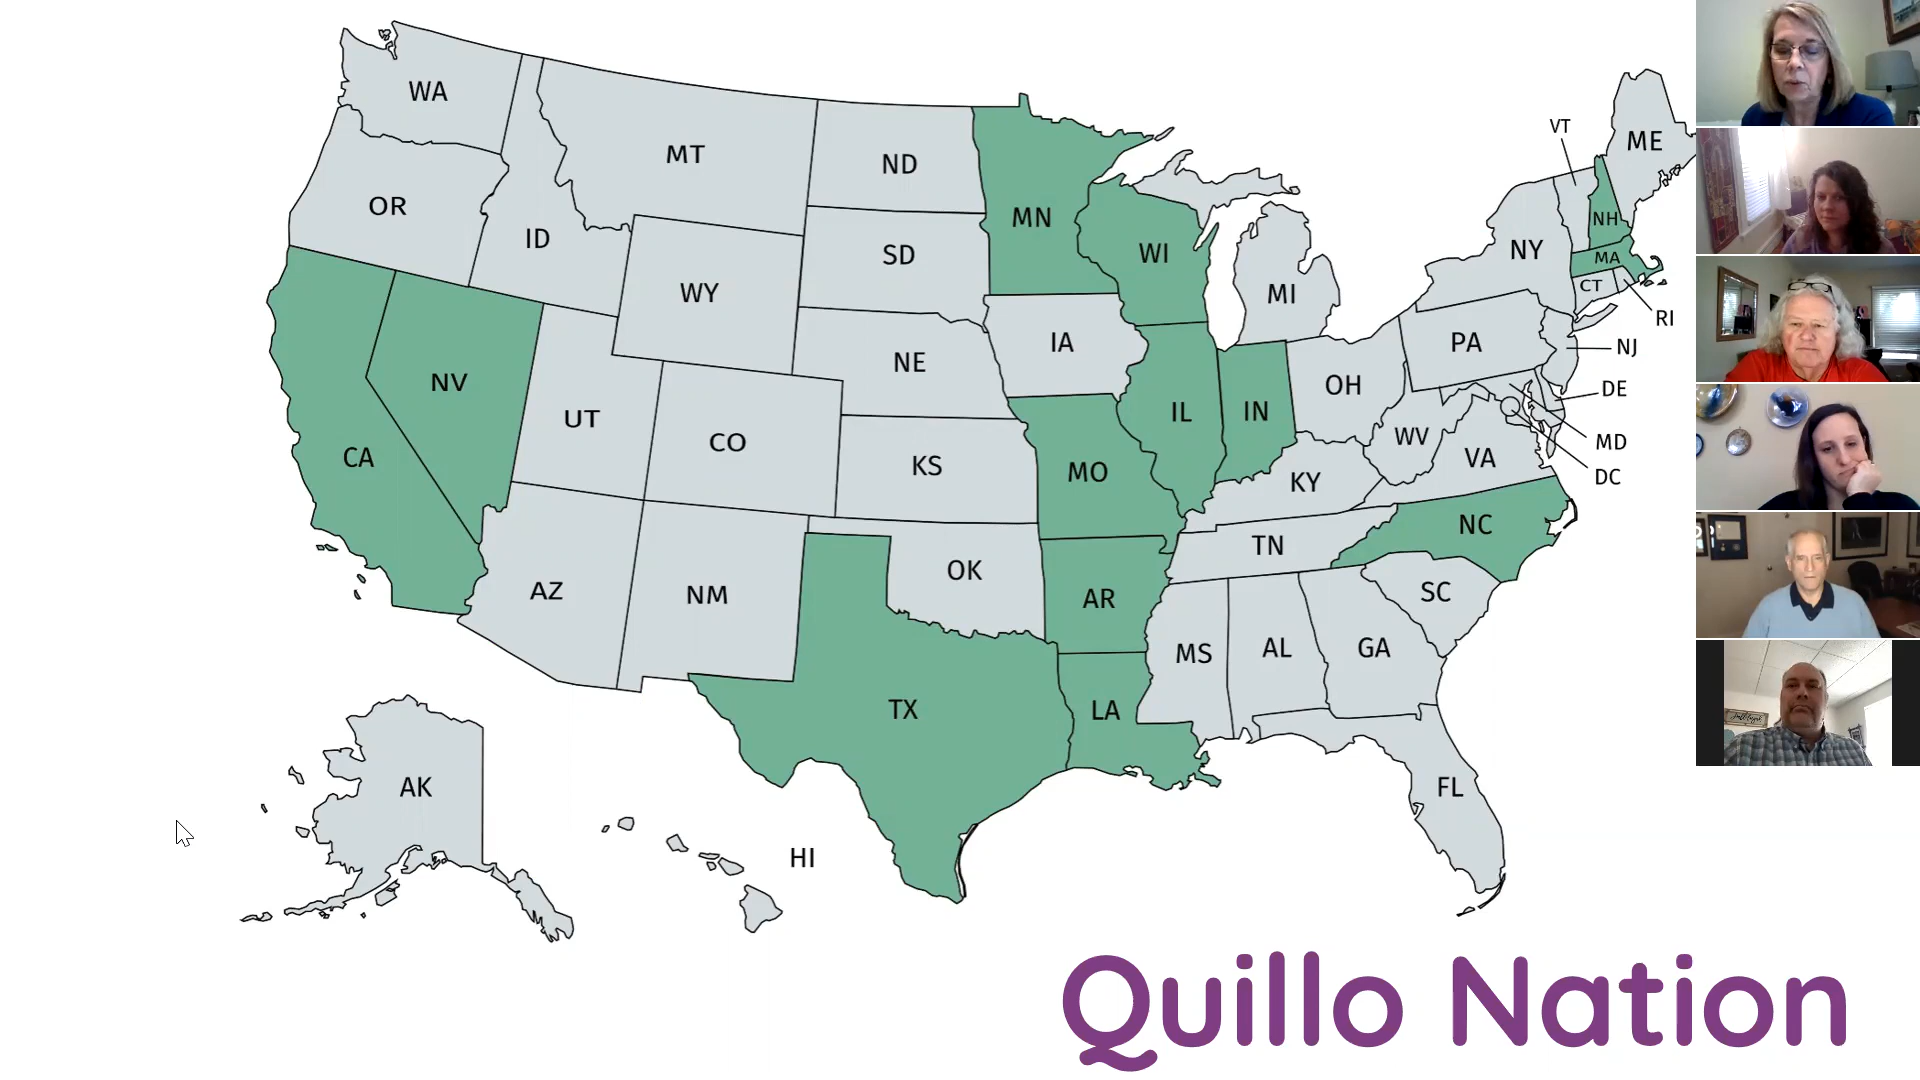 WA
MT
ND
MN
VT
ME
OR
ID
SD
WI
NH
NY
MA
WY
CT
MI
RI
IA
PA
NJ
NE
NV
OH
DE
UT
IL
IN
CO
WV
MD
CA
KS
MO
VA
DC
KY
NC
TN
OK
AZ
NM
AR
SC
MS
AL
GA
TX
LA
AK
FL
HI
Quillo Nation